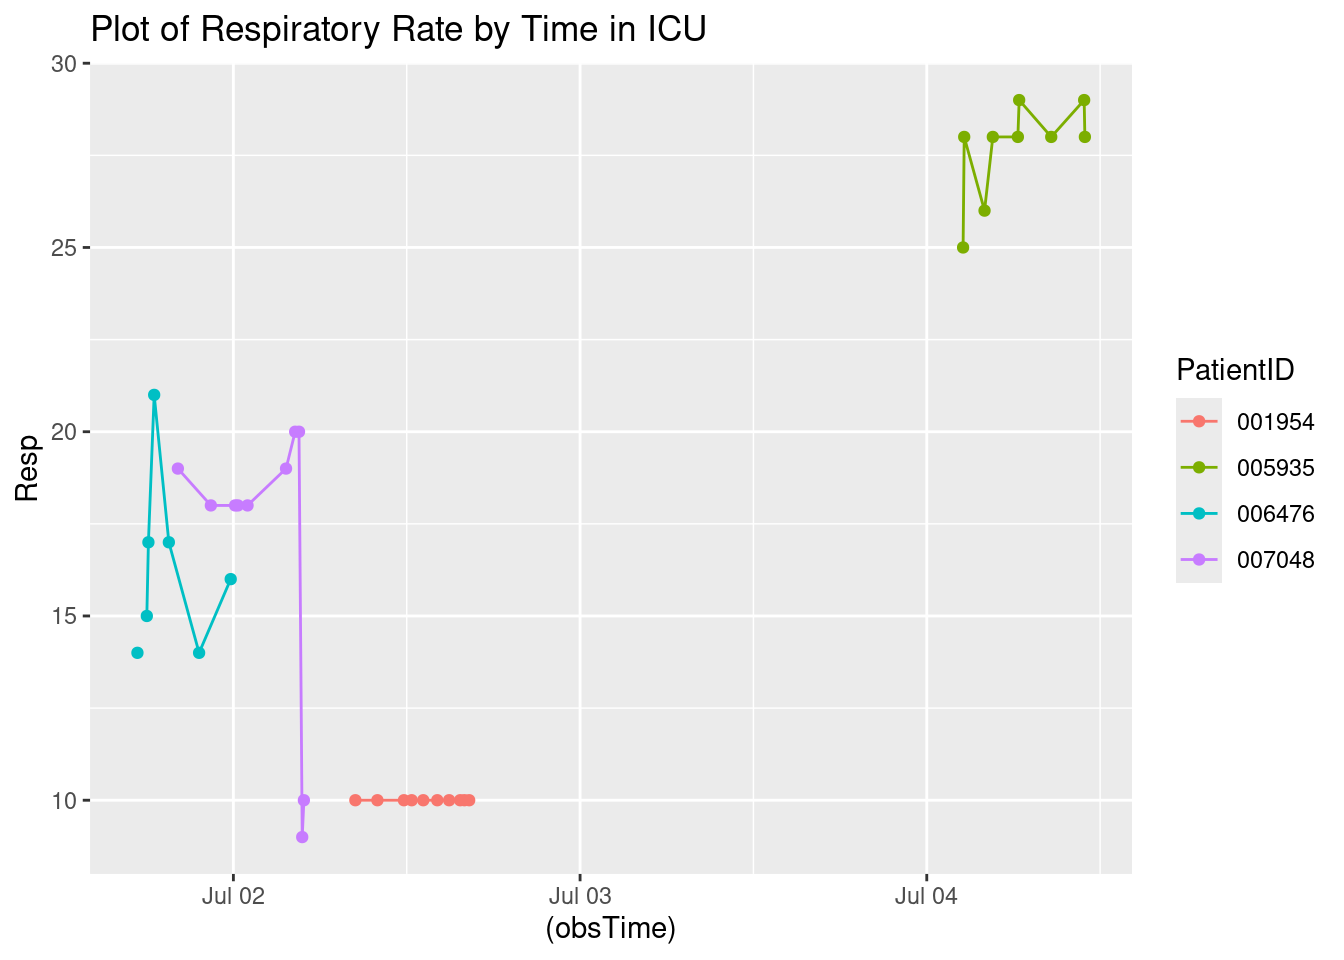 Plot of Respiratory Rate by Time in ICU
30
25
20
15
10
Resp
Jul 02
Jul 03
Jul 04
(obsTime)
PatientID
001954
005935
006476
007048